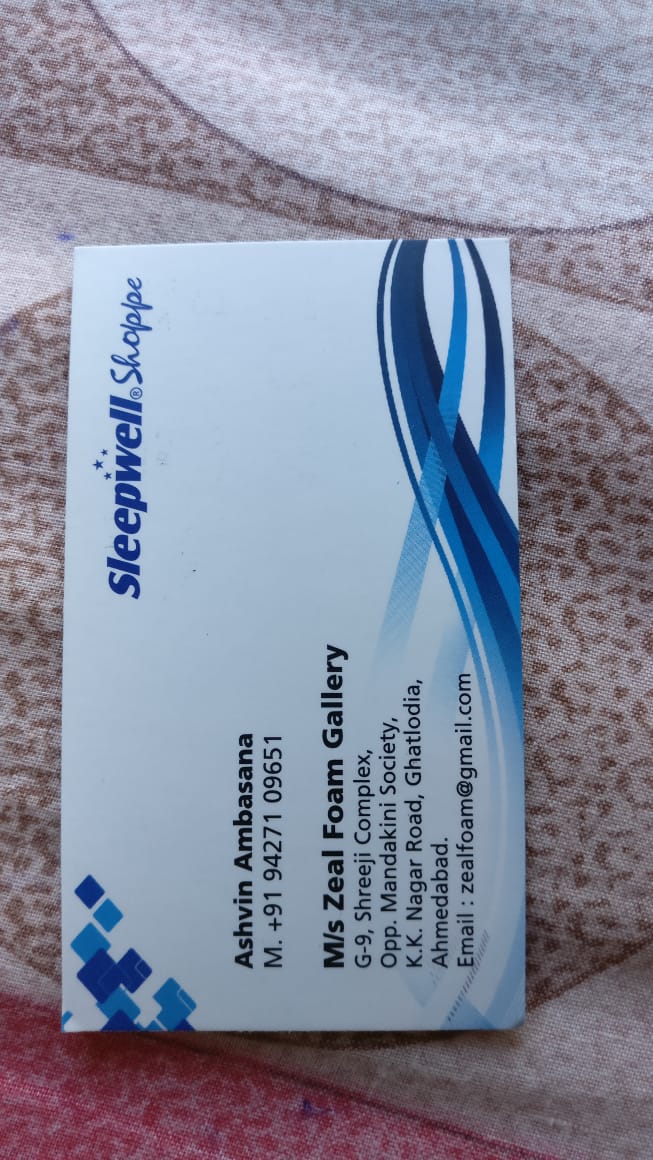 Sleepwell® Shoppe
Ashvin Ambasana
M. +91 94271 09651
M/s Zeal Foam Gallery
G-9, Shreeji Complex,
Opp. Mandakini Society,
K.K. Nagar Road, Ghatlodia,
Ahmedabad.
Email : zealfoam@gmail.com